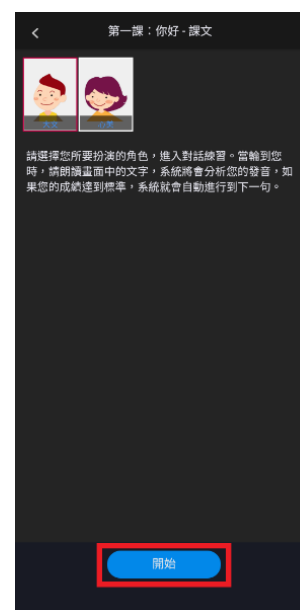 第一課：你好 - 課文
請選擇您所要扮演的角色，進入對話練習。當輪到您
時，請朗讀畫面中的文字，系統將會分析您的發音，如
果您的成績達到標準，系統就會自動進行到下一句。
開始